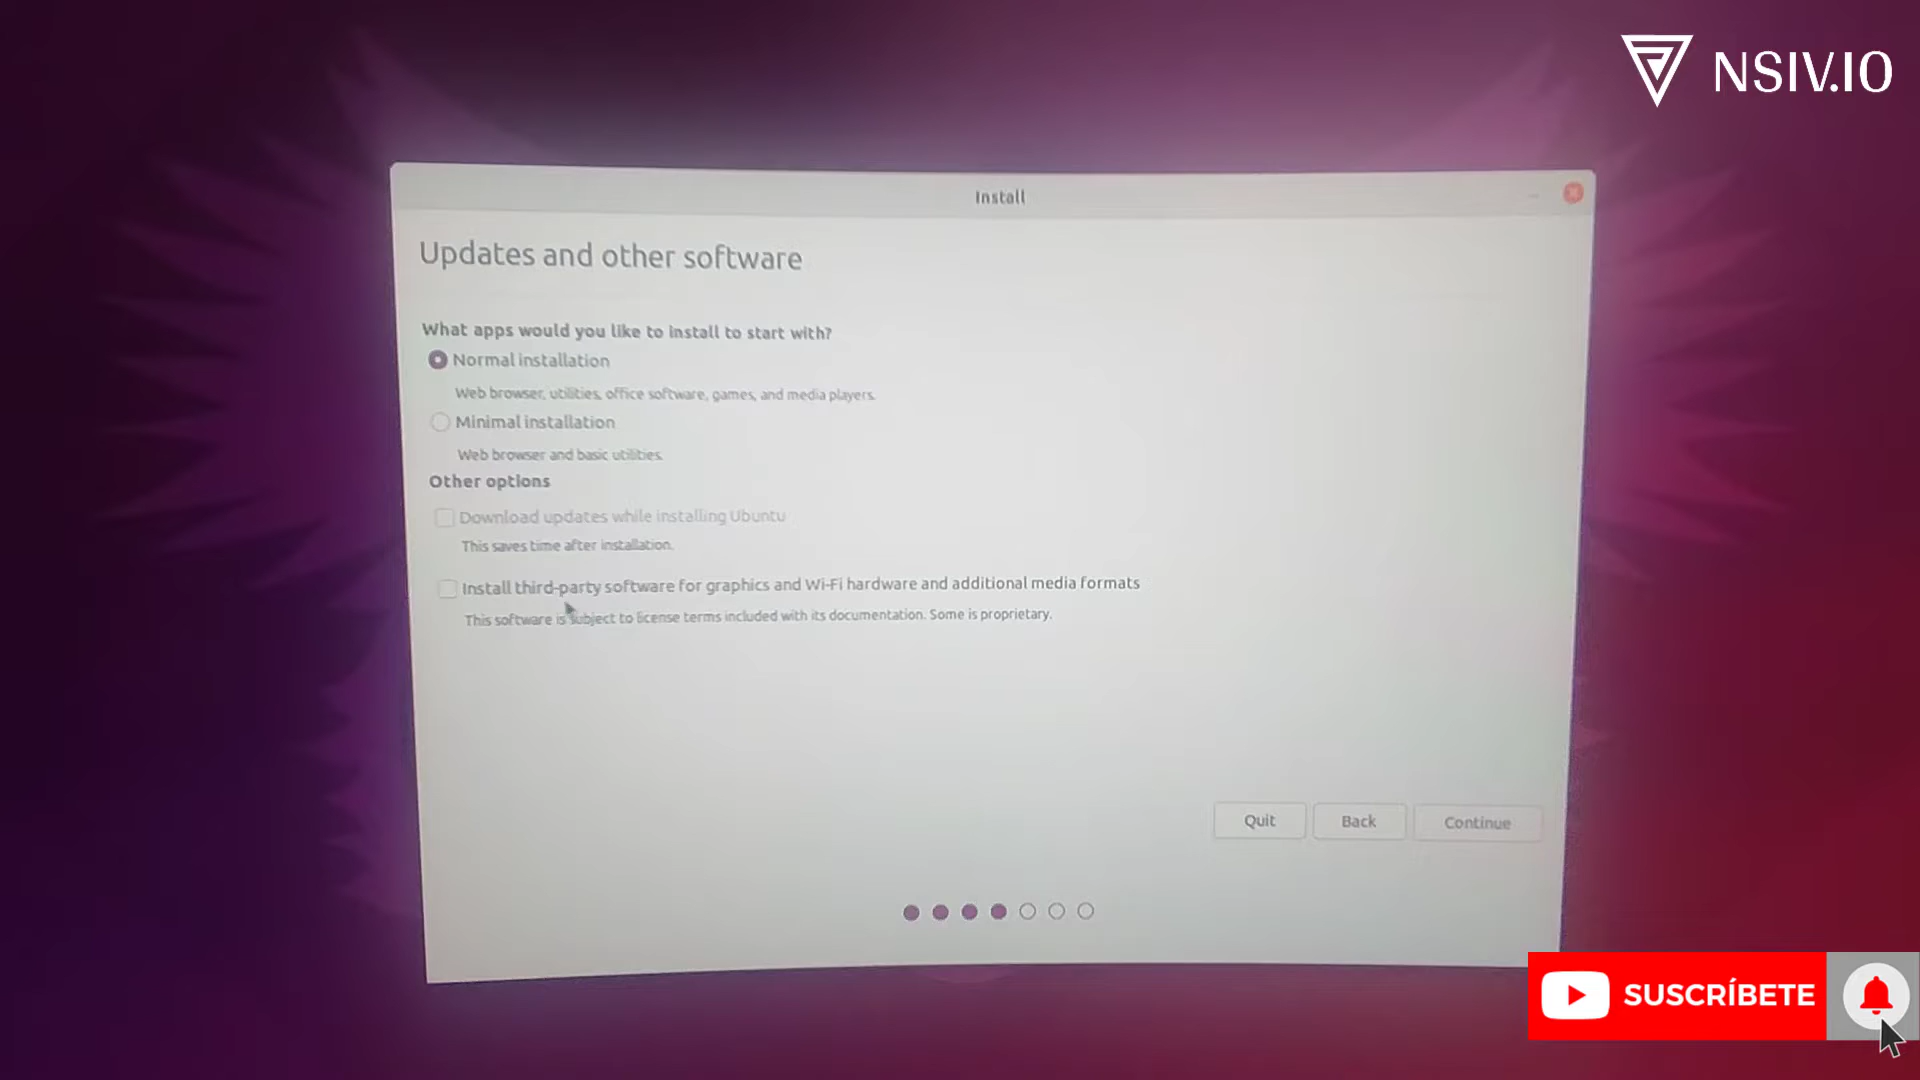 NSIV.IO
Install
Updates and other software
What apps would you like to install to start with?
Normal installation
Web browser, utilities, office software, games, and media players.
Minimal installation
Web browser and basic utilities.
Other options
Download updates while installing Ubuntu
This saves time after installation.
Install third-party software for graphics and Wi-Fi hardware and additional media formats
This software is subject to license terms included with its documentation. Some is proprietary.
Quit
Back
Continue
SUSCRÍBETE